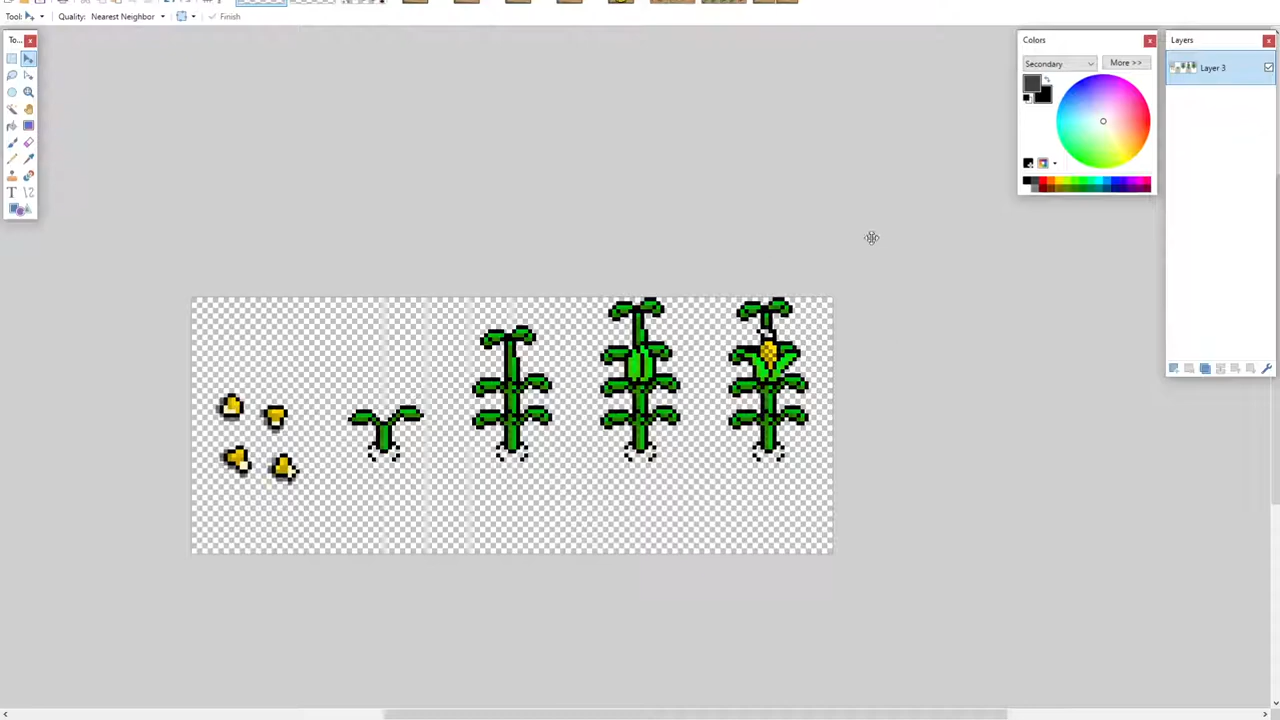 Tool:
Quality: Nearest Neighbor
Finish
To...
Colors
Secondary
More >>
Layers
Layer 3